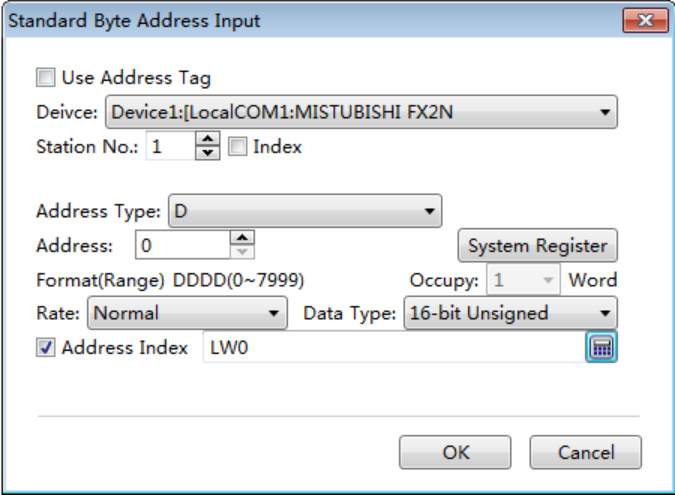 Standard Byte Address Input
Use Address Tag
Deivce: Device1:[LocalCOM1:MISTUBISHI FX2N
Station No.: 1 Index
Address Type: D
Address: 0 System Register
Format(Range) DDDD(0~7999) Occupy: 1 Word
Rate: Normal Data Type: 16-bit Unsigned
Address Index LW0
OK Cancel